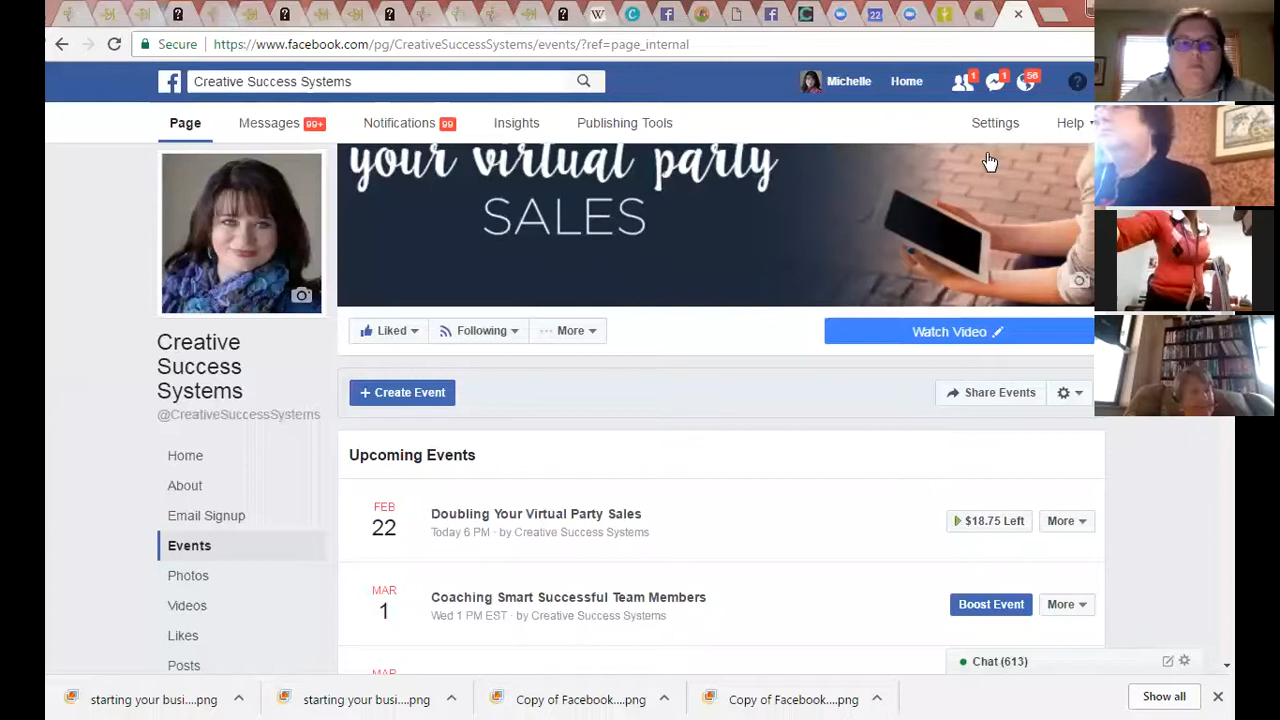 Secure
https://www.facebook.com/pg/CreativeSuccessSystems/events/?ref=page_internal
Creative Success Systems
Michelle
Home
1
1
56
Page
Messages 99+
Notifications 99
Insights
Publishing Tools
Settings
Help
your virtual party
SALES
Liked
Following
More
Watch Video
Creative
Success
Systems
@CreativeSuccessSystems
+ Create Event
Share Events
Home
About
Email Signup
Events
Photos
Videos
Likes
Posts
Upcoming Events
FEB
22
Doubling Your Virtual Party Sales
Today 6 PM · by Creative Success Systems
$18.75 Left
More
MAR
1
Coaching Smart Successful Team Members
Wed 1 PM EST · by Creative Success Systems
Boost Event
More
MAR
Chat (613)
starting your busi....png
starting your busi....png
Copy of Facebook....png
Copy of Facebook....png
Show all